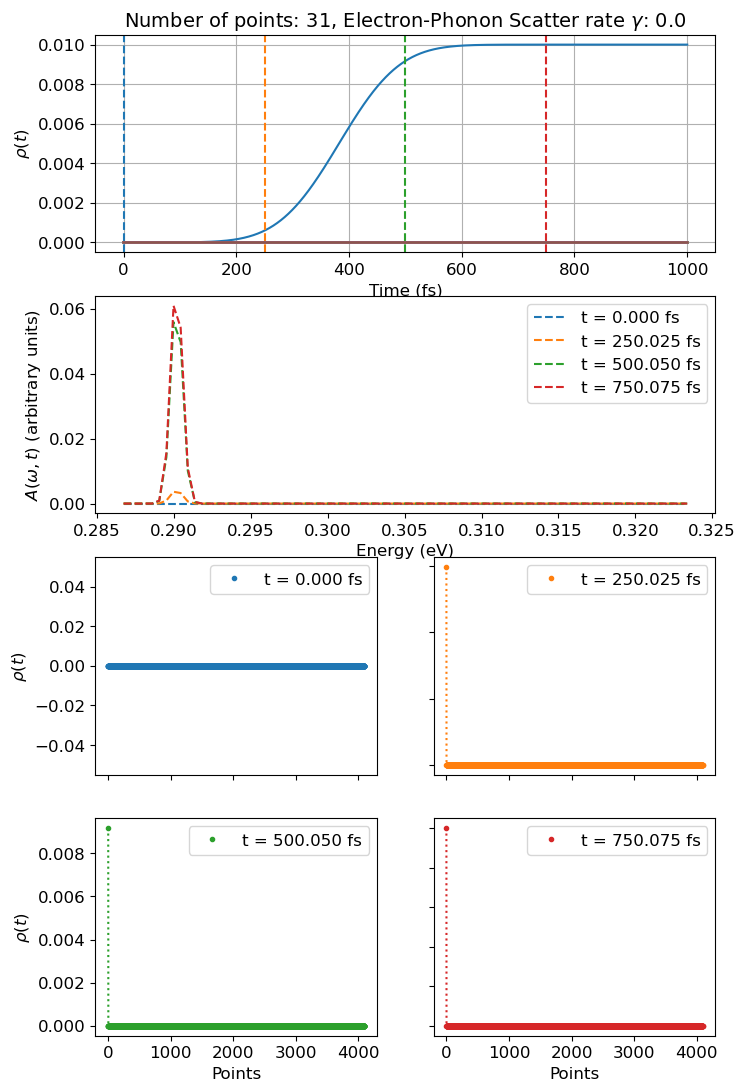 Number of points: 31, Electron-Phonon Scatter rate γ: 0.0
0.010
0.008
0.006
0.004
0.002
0.000
ρ(t)
0 200 400 600 800 1000
Time (fs)
0.06
0.04
0.02
0.00
A(ω, t) (arbitrary units)
t = 0.000 fs
t = 250.025 fs
t = 500.050 fs
t = 750.075 fs
0.285 0.290 0.295 0.300 0.305 0.310 0.315 0.320 0.325
Energy (eV)
0.04
0.02
0.00
−0.02
−0.04
ρ(t)
t = 0.000 fs
t = 250.025 fs
0.008
0.006
0.004
0.002
0.000
ρ(t)
t = 500.050 fs
0 1000 2000 3000 4000
Points
t = 750.075 fs
0 1000 2000 3000 4000
Points